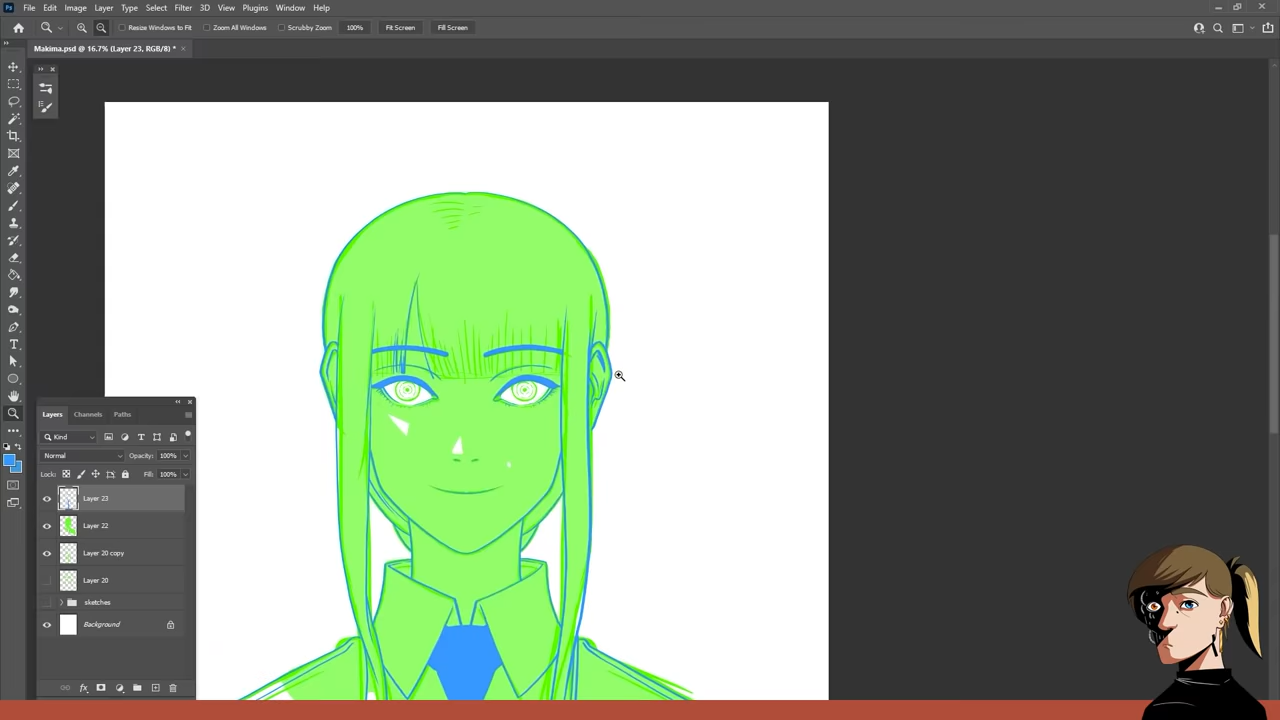 Ps File Edit Image Layer Type Select Filter 3D View Plugins Window Help
Resize Windows to Fit Zoom All Windows Scrubby Zoom 100% Fit Screen Fill Screen
Makima.psd @ 16.7% (Layer 23, RGB/8) *
Layers Channels Paths
Kind
Normal Opacity: 100%
Lock: Fill: 100%
Layer 23
Layer 22
Layer 20 copy
Layer 20
sketches
Background
fx